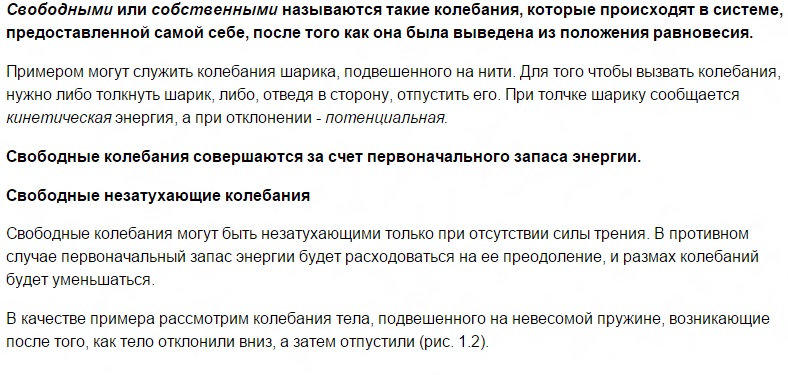 Свободными или собственными называются такие колебания, которые происходят в системе,
предоставленной самой себе, после того как она была выведена из положения равновесия.
Примером могут служить колебания шарика, подвешенного на нити. Для того чтобы вызвать колебания,
нужно либо толкнуть шарик, либо, отведя в сторону, отпустить его. При толчке шарику сообщается
кинетическая энергия, а при отклонении - потенциальная.
Свободные колебания совершаются за счет первоначального запаса энергии.
Свободные незатухающие колебания
Свободные колебания могут быть незатухающими только при отсутствии силы трения. В противном
случае первоначальный запас энергии будет расходоваться на ее преодоление, и размах колебаний
будет уменьшаться.
В качестве примера рассмотрим колебания тела, подвешенного на невесомой пружине, возникающие
после того, как тело отклонили вниз, а затем отпустили (рис. 1.2).